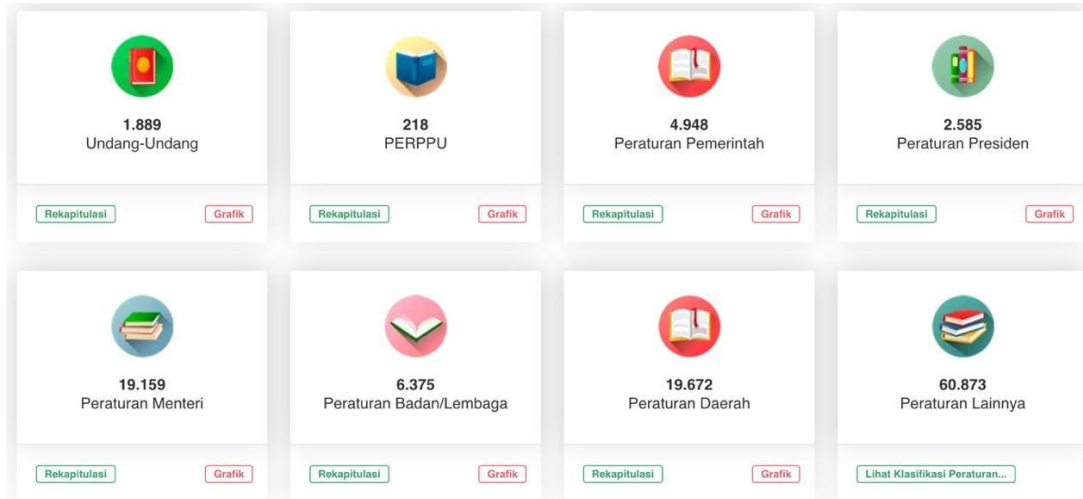 1.889
Undang-Undang
Rekapitulasi
Grafik
218
PERPPU
Rekapitulasi
Grafik
4.948
Peraturan Pemerintah
Rekapitulasi
Grafik
2.585
Peraturan Presiden
Rekapitulasi
Grafik
19.159
Peraturan Menteri
Rekapitulasi
Grafik
6.375
Peraturan Badan/Lembaga
Rekapitulasi
Grafik
19.672
Peraturan Daerah
Rekapitulasi
Grafik
60.873
Peraturan Lainnya
Lihat Klasifikasi Peraturan...